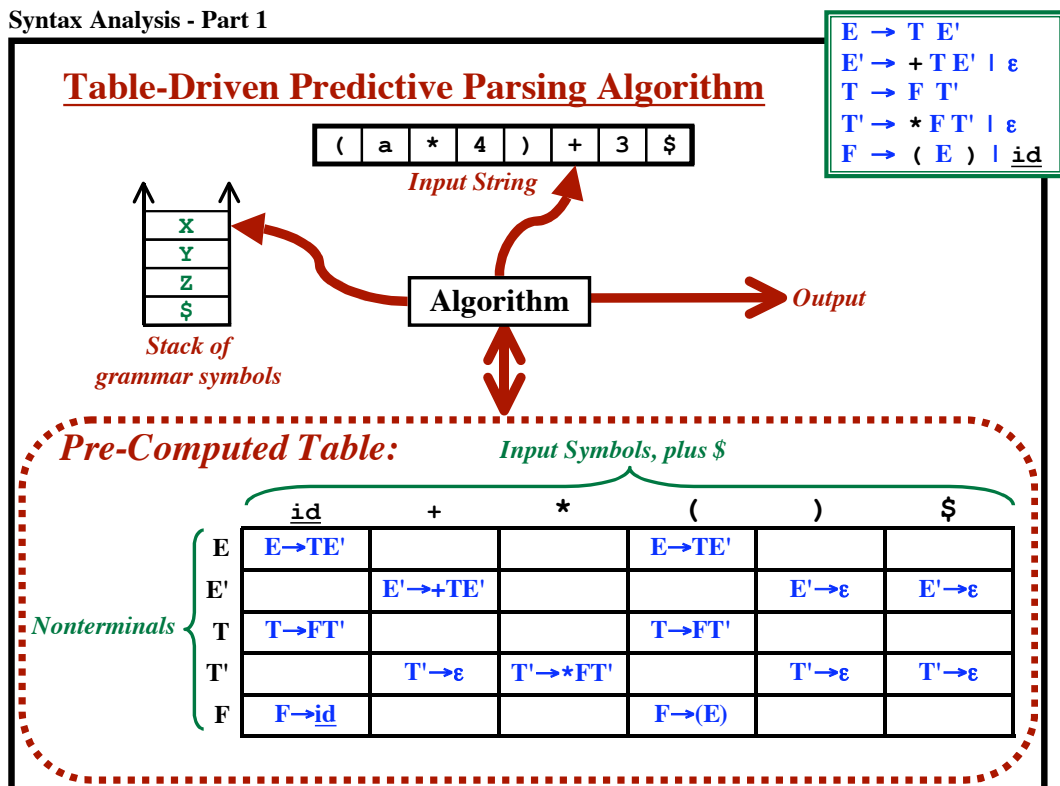 Syntax Analysis - Part 1
E → T E'
E' → + T E' | ε
T → F T'
T' → * F T' | ε
F → ( E ) | id
Table-Driven Predictive Parsing Algorithm
( a * 4 ) + 3 $
Input String
X
Y
Z
$
Stack of
grammar symbols
Algorithm
Output
Pre-Computed Table:
Input Symbols, plus $
id + * ( ) $
E E→TE' E→TE'
E' E'→+TE' E'→ε E'→ε
Nonterminals
T T→FT' T→FT'
T' T'→ε T'→*FT' T'→ε T'→ε
F F→id F→(E)